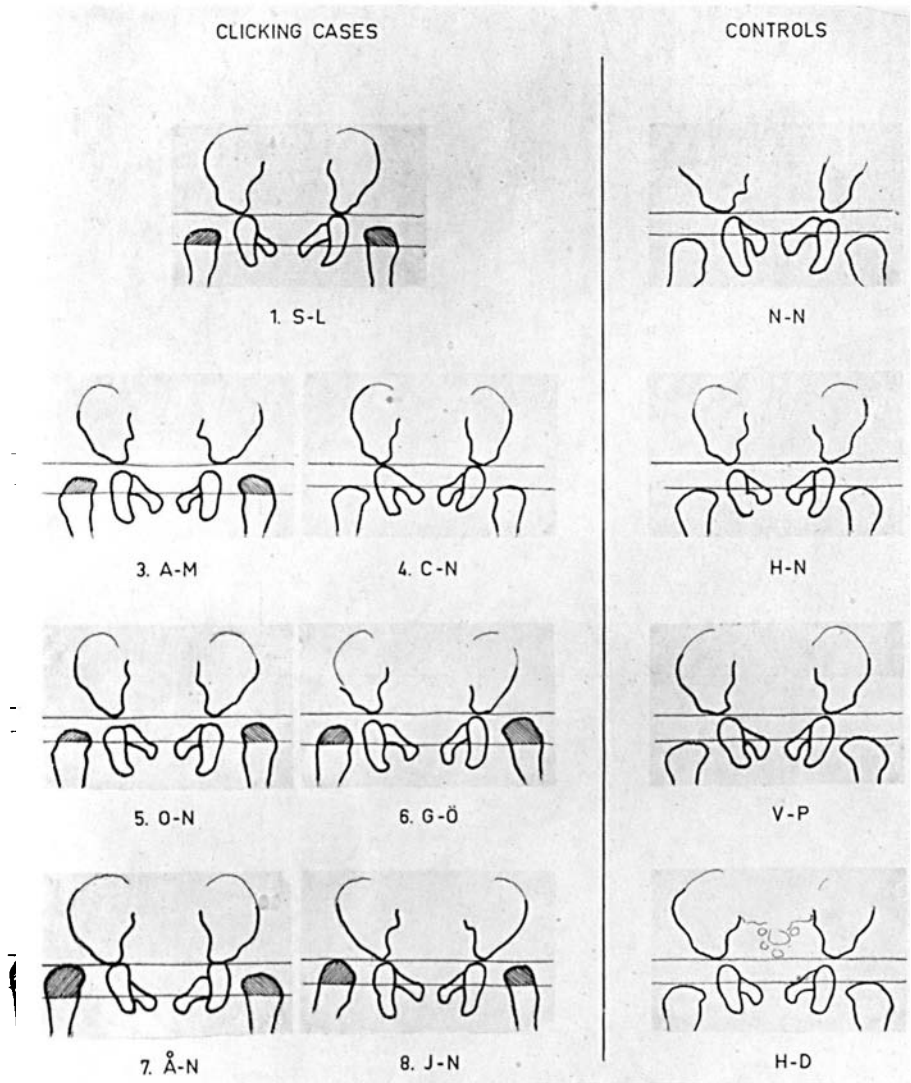 CLICKING CASES
CONTROLS
1. S-L
N-N
3. A-M
4. C-N
H-N
5. O-N
6. G-Ö
V-P
7. Å-N
8. J-N
H-D